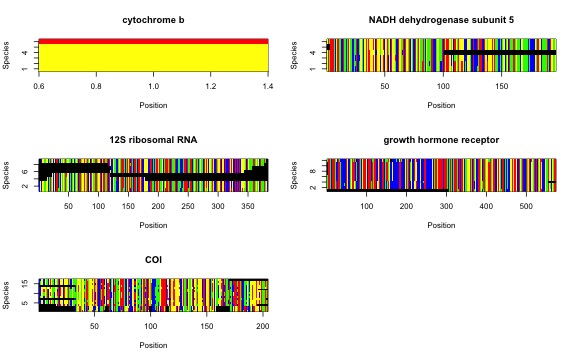 cytochrome b
Species
1 4
0.6 0.8 1.0 1.2 1.4
Position
NADH dehydrogenase subunit 5
Species
1 4
50 100 150
Position
12S ribosomal RNA
Species
2 6
50 100 150 200 250 300 350
Position
growth hormone receptor
Species
2 8
100 200 300 400 500
Position
COI
Species
5 15
50 100 150 200
Position